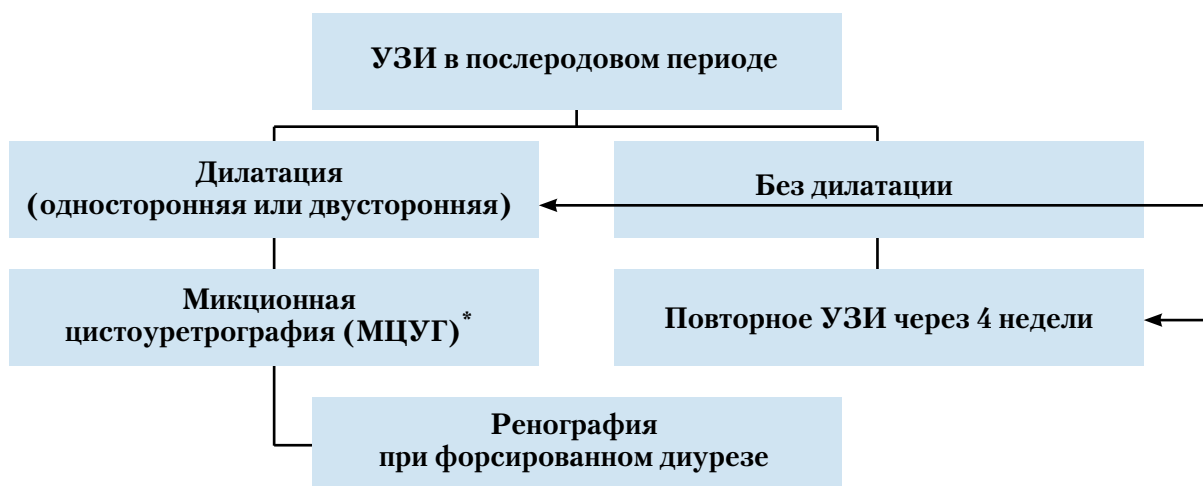 УЗИ в послеродовом периоде
Дилатация
(односторонняя или двусторонняя)
Без дилатации
Микционная
цистоуретрография (МЦУГ)*
Повторное УЗИ через 4 недели
Ренография
при форсированном диурезе